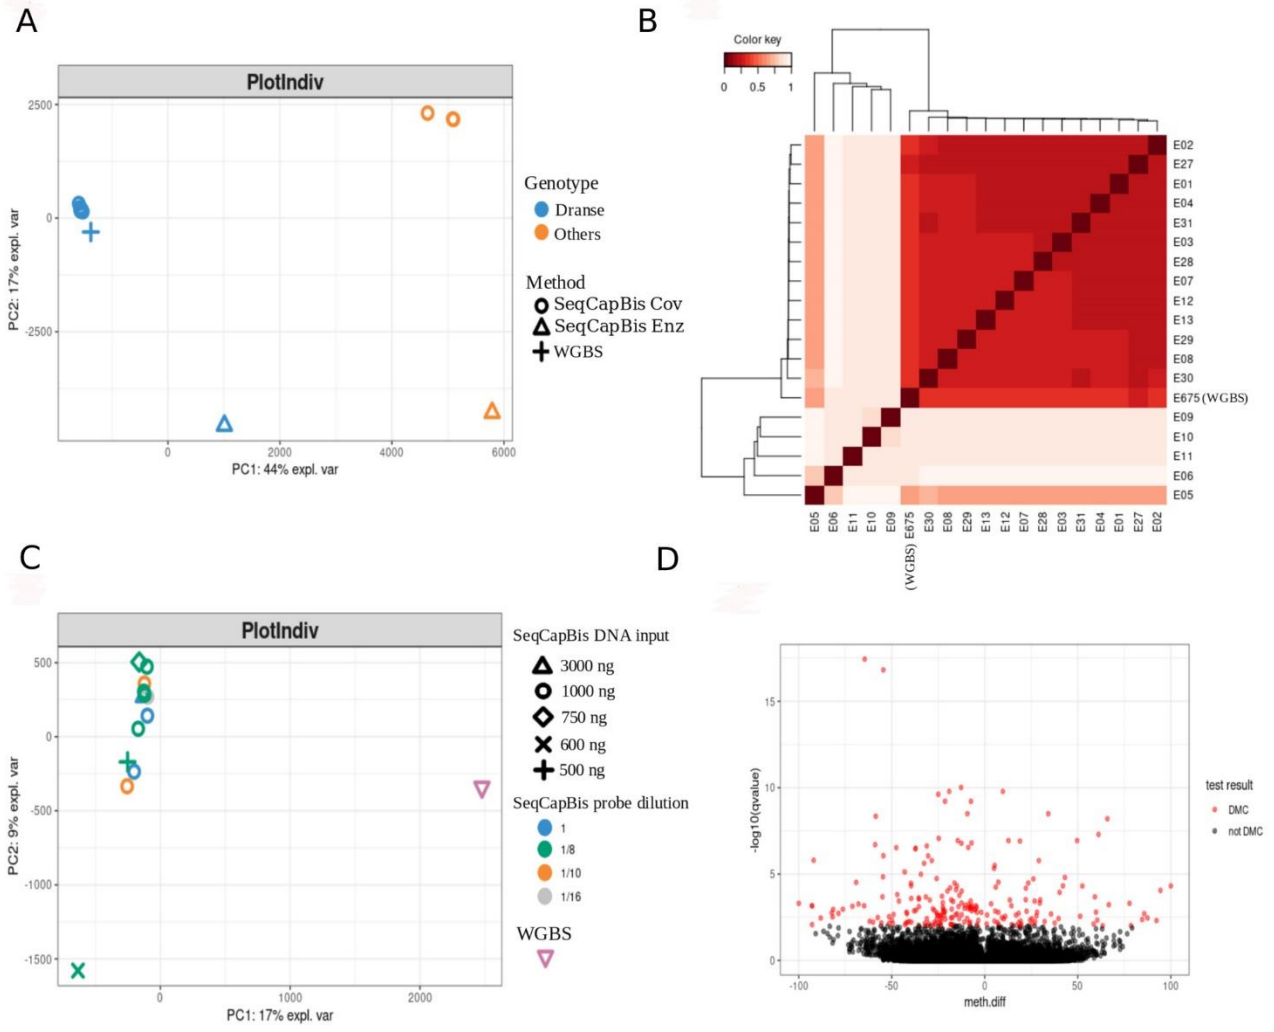 A
PlotIndiv
2500
0
-2500
PC2: 17% expl. var
0
2000
4000
6000
PC1: 44% expl. var
Genotype
Dranse
Others
Method
SeqCapBis Cov
SeqCapBis Enz
WGBS
B
Color key
0
0.5
1
E02
E27
E01
E04
E31
E03
E28
E07
E12
E13
E29
E08
E30
E675 (WGBS)
E09
E10
E11
E06
E05
E05
E06
E11
E10
E09
(WGBS) E675
E30
E08
E29
E13
E12
E07
E28
E03
E31
E04
E01
E27
E02
C
PlotIndiv
500
0
-500
-1000
-1500
PC2: 9% expl. var
0
1000
2000
PC1: 17% expl. var
SeqCapBis DNA input
3000 ng
1000 ng
750 ng
600 ng
500 ng
SeqCapBis probe dilution
1
1/8
1/10
1/16
WGBS
D
15
10
5
0
-log10(qvalue)
-100
-50
0
50
100
meth.diff
test result
DMC
not DMC